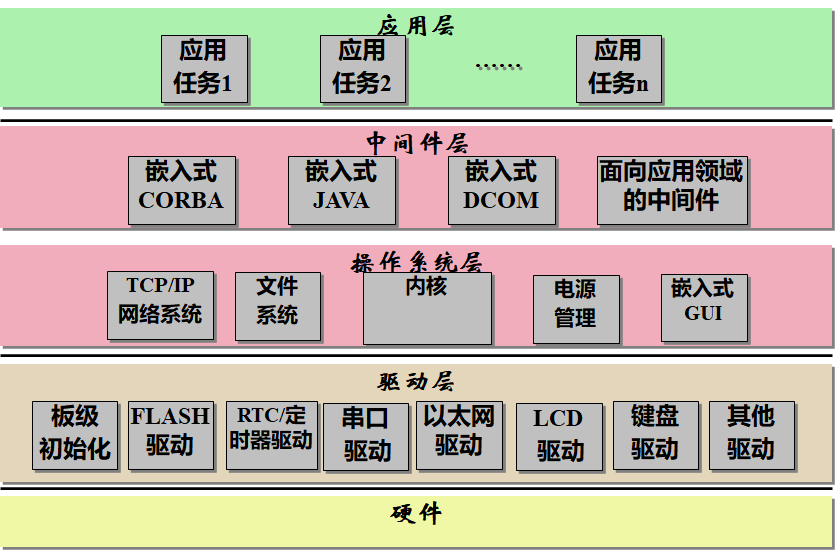 应用层
应用
任务1
应用
任务2
……
应用
任务n
中间件层
嵌入式
CORBA
嵌入式
JAVA
嵌入式
DCOM
面向应用领域
的中间件
操作系统层
TCP/IP
网络系统
文件
系统
内核
电源
管理
嵌入式
GUI
驱动层
板级
初始化
FLASH
驱动
RTC/定
时器驱动
串口
驱动
以太网
驱动
LCD
驱动
键盘
驱动
其他
驱动
硬件